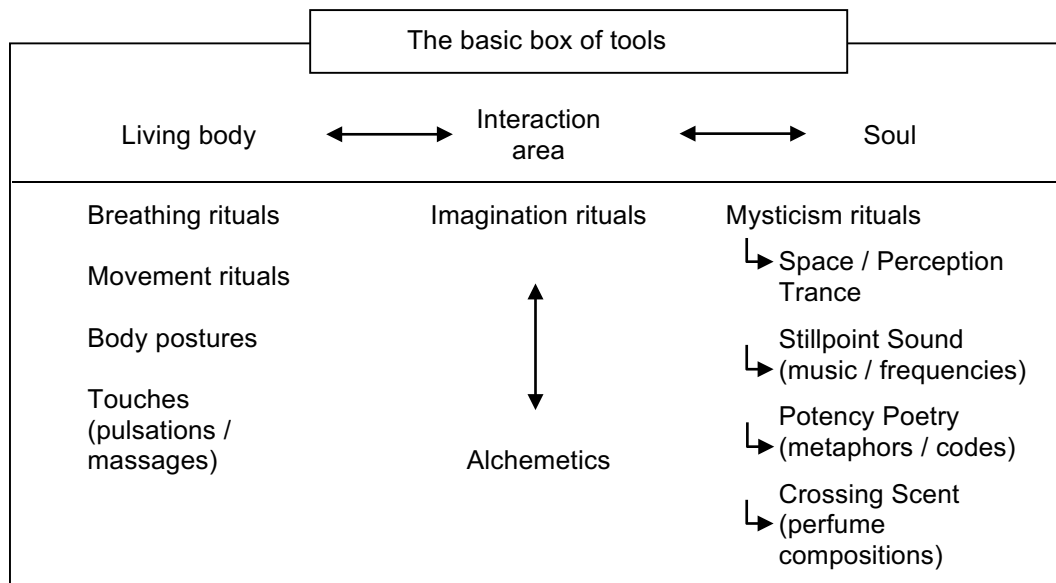 The basic box of tools
Living body
Interaction
area
Soul
Breathing rituals
Movement rituals
Body postures
Touches
(pulsations /
massages)
Imagination rituals
Alchemetics
Mysticism rituals
Space / Perception
Trance
Stillpoint Sound
(music / frequencies)
Potency Poetry
(metaphors / codes)
Crossing Scent
(perfume
compositions)